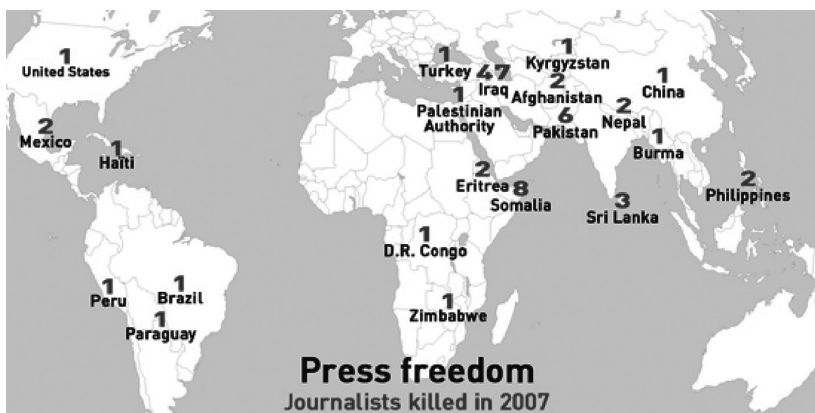 1
United States
2
Mexico
1
Haïti
1
Peru
1
Brazil
1
Paraguay
1
Turkey
47
Iraq
1
Palestinian
Authority
1
Kyrgyzstan
2
Afghanistan
6
Pakistan
1
China
2
Nepal
1
Burma
2
Eritrea
8
Somalia
3
Sri Lanka
2
Philippines
1
D.R. Congo
1
Zimbabwe
Press freedom
Journalists killed in 2007